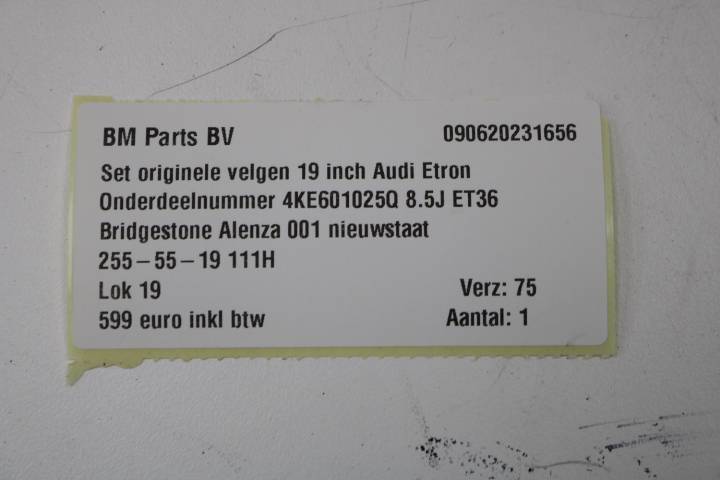 BM Parts BV 090620231656
Set originele velgen 19 inch Audi Etron
Onderdeelnummer 4KE601025Q 8.5J ET36
Bridgestone Alenza 001 nieuwstaat
255-55-19 111H
Lok 19 Verz: 75
599 euro inkl btw Aantal: 1